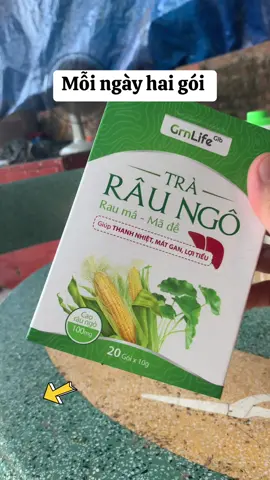 Mỗi ngày hai gói
GrnLife Glb
TRÀ
RÂU NGÔ
Rau má - Mã đề
Giúp THANH NHIỆT, MÁT GAN, LỢI TIỂU
Cao
râu ngô
100mg
20 Gói x 10g